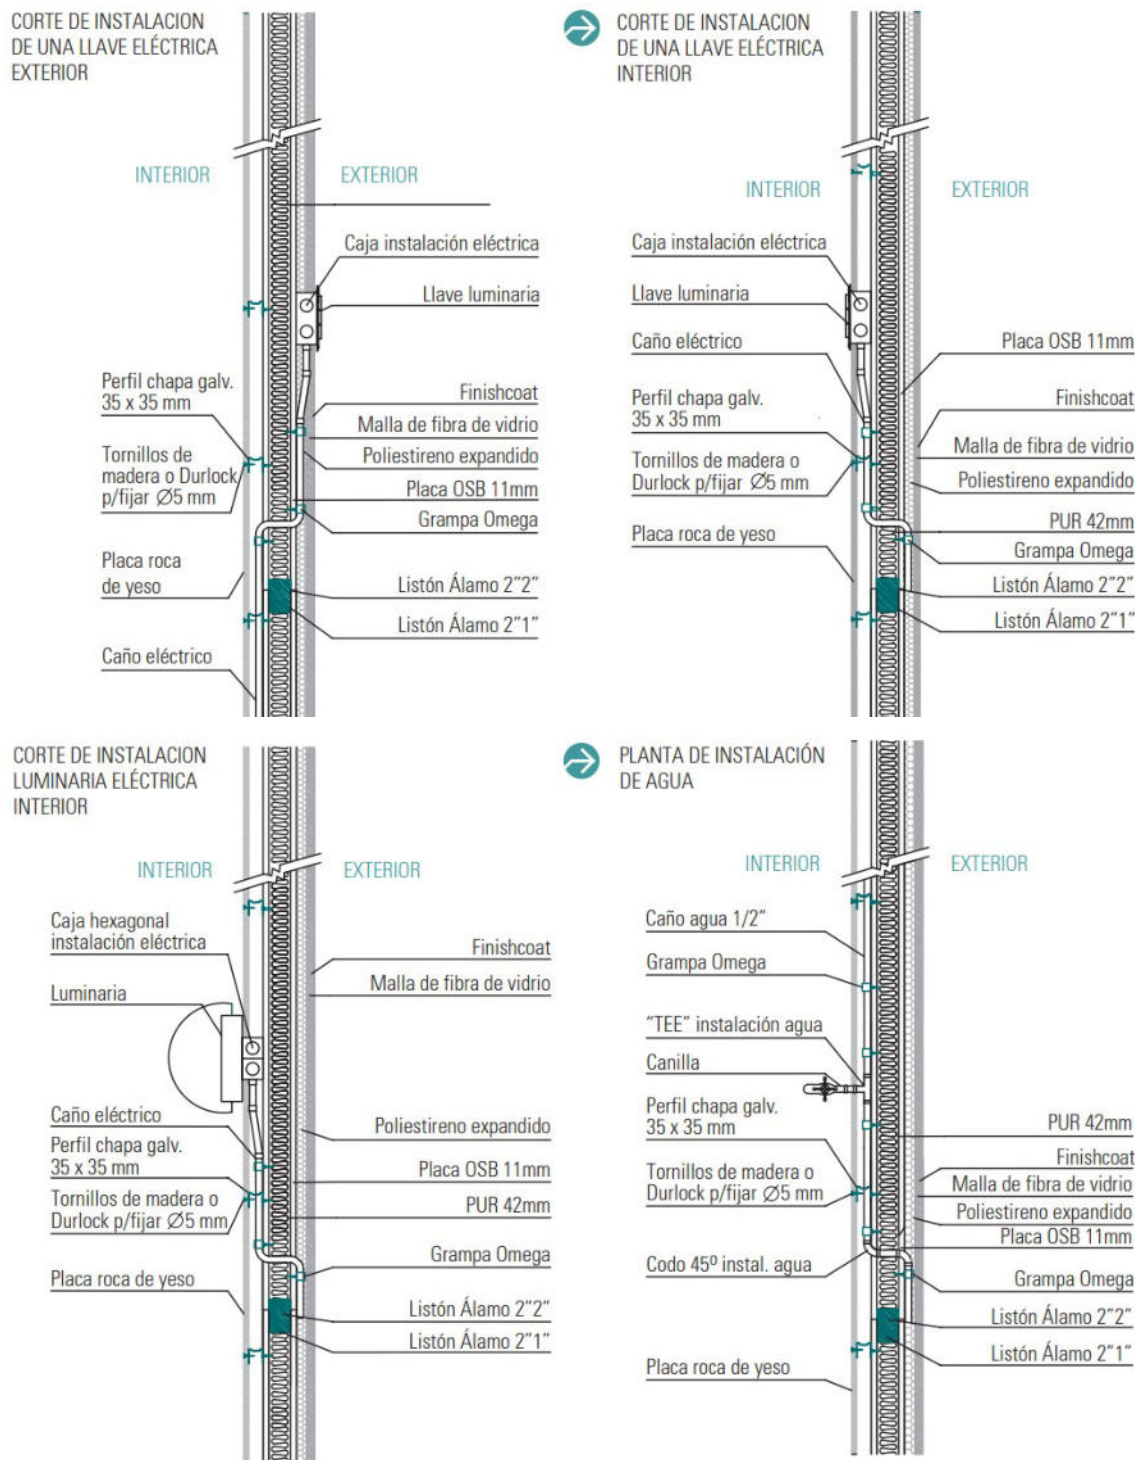 CORTE DE INSTALACION
DE UNA LLAVE ELÉCTRICA
EXTERIOR
INTERIOR
EXTERIOR
Caja instalación eléctrica
Llave luminaria
Perfil chapa galv.
35 x 35 mm
Finishcoat
Malla de fibra de vidrio
Tornillos de
madera o Durlock
p/fijar Ø5 mm
Poliestireno expandido
Placa OSB 11mm
Grampa Omega
Placa roca
de yeso
Listón Álamo 2"2"
Listón Álamo 2"1"
Caño eléctrico
CORTE DE INSTALACION
DE UNA LLAVE ELÉCTRICA
INTERIOR
INTERIOR
EXTERIOR
Caja instalación eléctrica
Llave luminaria
Caño eléctrico
Placa OSB 11mm
Perfil chapa galv.
35 x 35 mm
Finishcoat
Malla de fibra de vidrio
Tornillos de madera o
Durlock p/fijar Ø5 mm
Poliestireno expandido
PUR 42mm
Placa roca de yeso
Grampa Omega
Listón Álamo 2"2"
Listón Álamo 2"1"
CORTE DE INSTALACION
LUMINARIA ELÉCTRICA
INTERIOR
INTERIOR
EXTERIOR
Caja hexagonal
instalación eléctrica
Finishcoat
Luminaria
Malla de fibra de vidrio
Caño eléctrico
Poliestireno expandido
Perfil chapa galv.
35 x 35 mm
Placa OSB 11mm
Tornillos de madera o
Durlock p/fijar Ø5 mm
PUR 42mm
Grampa Omega
Placa roca de yeso
Listón Álamo 2"2"
Listón Álamo 2"1"
PLANTA DE INSTALACIÓN
DE AGUA
INTERIOR
EXTERIOR
Caño agua 1/2"
Grampa Omega
"TEE" instalación agua
Canilla
Perfil chapa galv.
35 x 35 mm
PUR 42mm
Finishcoat
Tornillos de madera o
Durlock p/fijar Ø5 mm
Malla de fibra de vidrio
Poliestireno expandido
Placa OSB 11mm
Codo 45º instal. agua
Grampa Omega
Listón Álamo 2"2"
Listón Álamo 2"1"
Placa roca de yeso